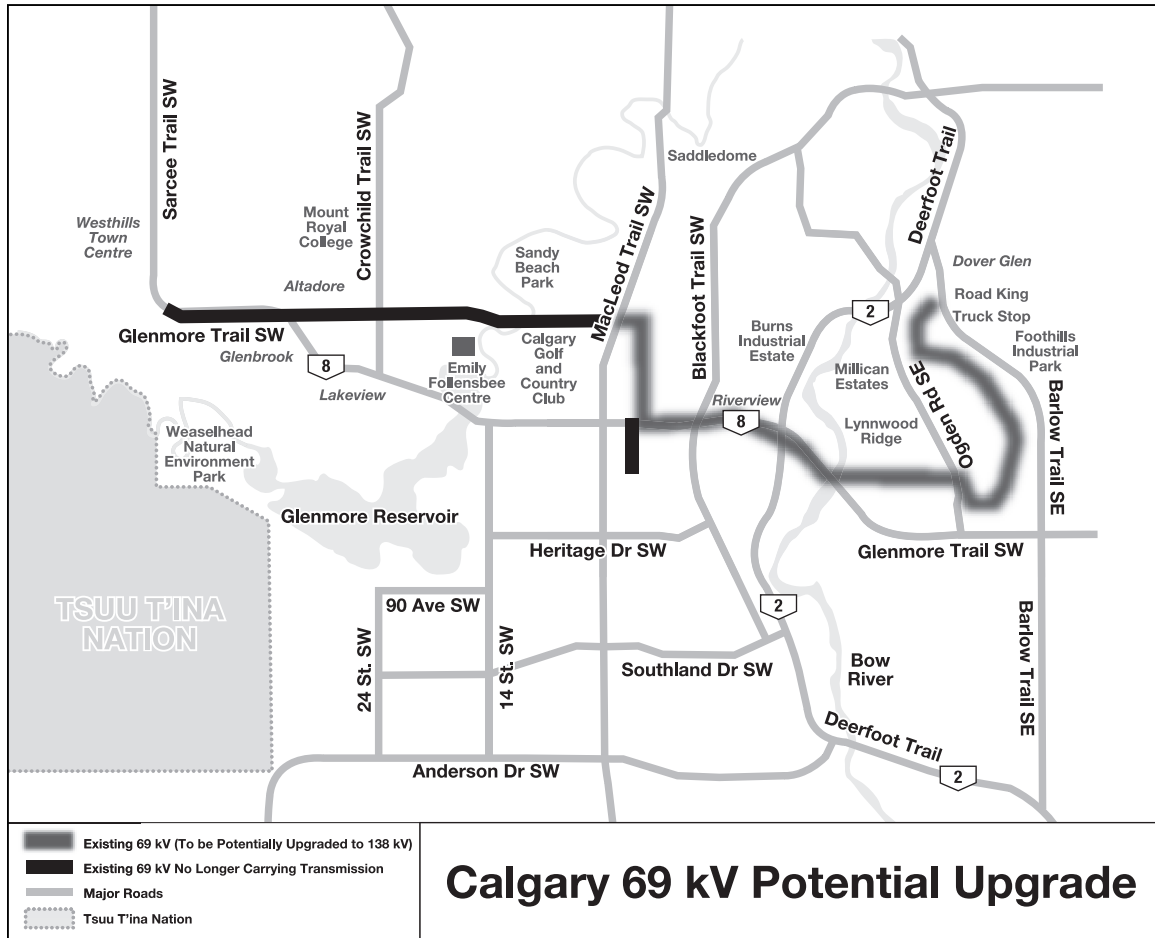 Sarcee Trail SW
Crowchild Trail SW
MacLeod Trail SW
Saddledome
Blackfoot Trail SW
Deerfoot Trail
Westhills
Town
Centre
Mount
Royal
College
Altadore
Sandy
Beach
Park
Dover Glen
Road King
Truck Stop
Foothills
Industrial
Park
2
Burns
Industrial
Estate
Glenmore Trail SW
Glenbrook
8
Lakeview
Emily
Follensbee
Centre
Calgary
Golf
and
Country
Club
Millican
Estates
Riverview
8
Lynnwood
Ridge
Ogden Rd SE
Barlow Trail SE
Weaselhead
Natural
Environment
Park
Glenmore Reservoir
Heritage Dr SW
Glenmore Trail SW
TSUU T'INA
NATION
90 Ave SW
2
24 St. SW
14 St. SW
Southland Dr SW
Bow
River
Barlow Trail SE
Deerfoot Trail
Anderson Dr SW
2
Existing 69 kV (To be Potentially Upgraded to 138 kV)
Existing 69 kV No Longer Carrying Transmission
Major Roads
Tsuu T'ina Nation
Calgary 69 kV Potential Upgrade